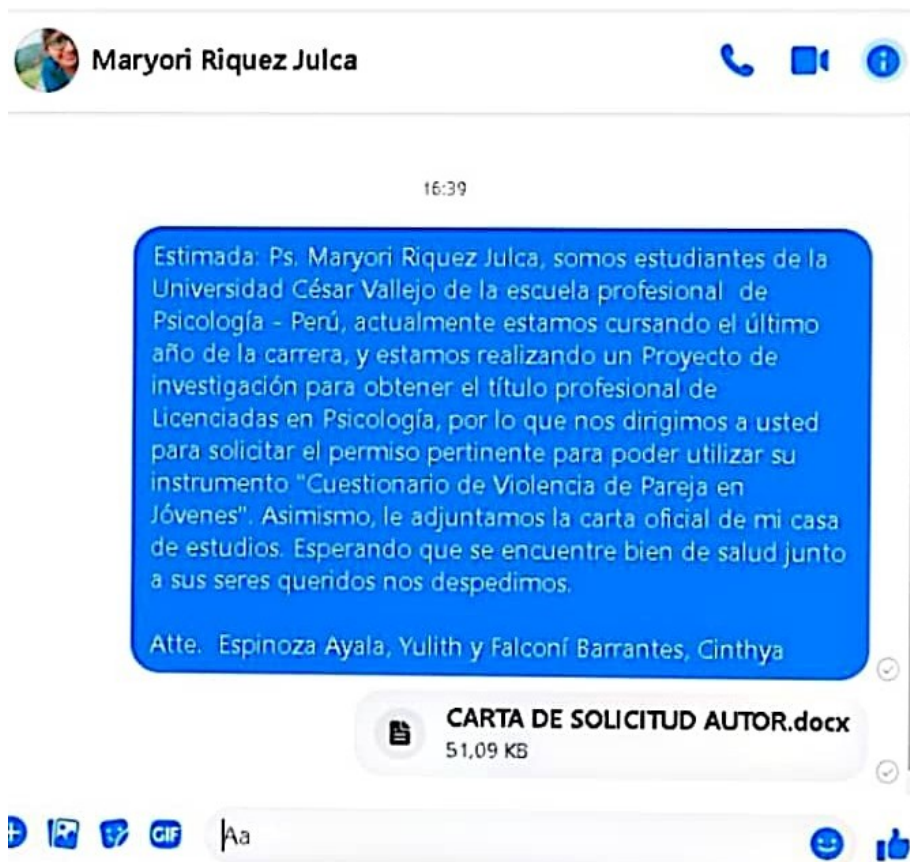 Maryori Riquez Julca
16:39
Estimada: Ps. Maryori Riquez Julca, somos estudiantes de la
Universidad César Vallejo de la escuela profesional de
Psicología - Perú, actualmente estamos cursando el último
año de la carrera, y estamos realizando un Proyecto de
investigación para obtener el título profesional de
Licenciadas en Psicología, por lo que nos dirigimos a usted
para solicitar el permiso pertinente para poder utilizar su
instrumento "Cuestionario de Violencia de Pareja en
Jóvenes". Asimismo, le adjuntamos la carta oficial de mi casa
de estudios. Esperando que se encuentre bien de salud junto
a sus seres queridos nos despedimos.
Atte. Espinoza Ayala, Yulith y Falconí Barrantes, Cinthya
CARTA DE SOLICITUD AUTOR.docx
51,09 KB
GIF
Aa